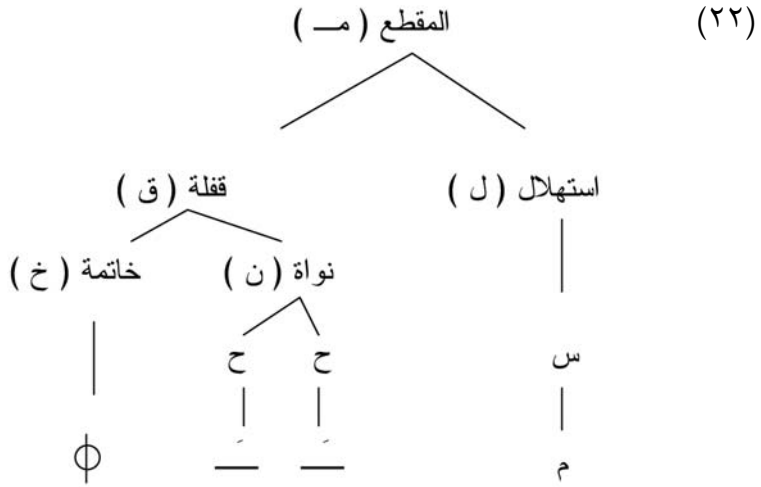 (٢٢) المقطع ( مـ )
استهلال ( ل ) قفلة ( ق )
نواة ( ن ) خاتمة ( خ )
س ح ح
م ـَ ـَ ф